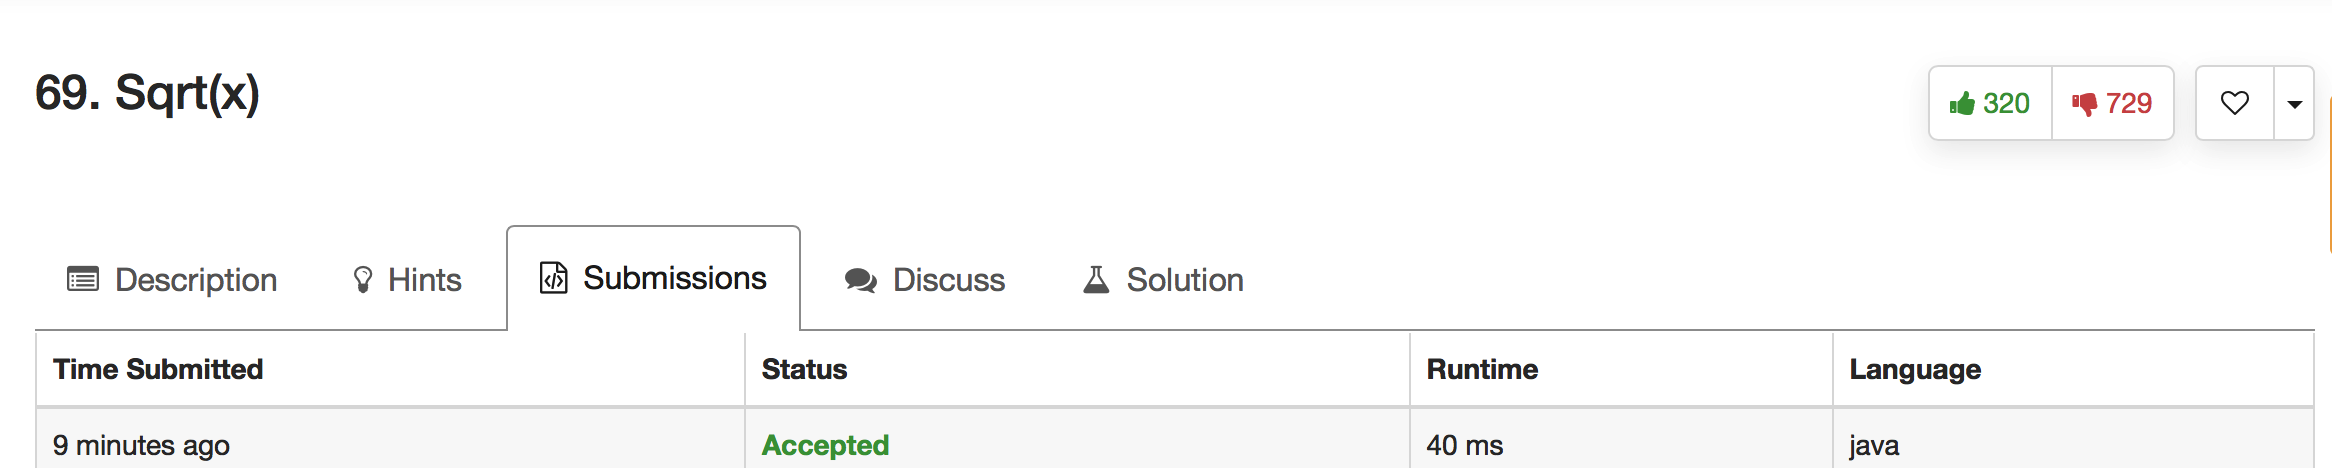 69. Sqrt(x)
320 729
Description Hints Submissions Discuss Solution
Time Submitted Status Runtime Language
9 minutes ago Accepted 40 ms java